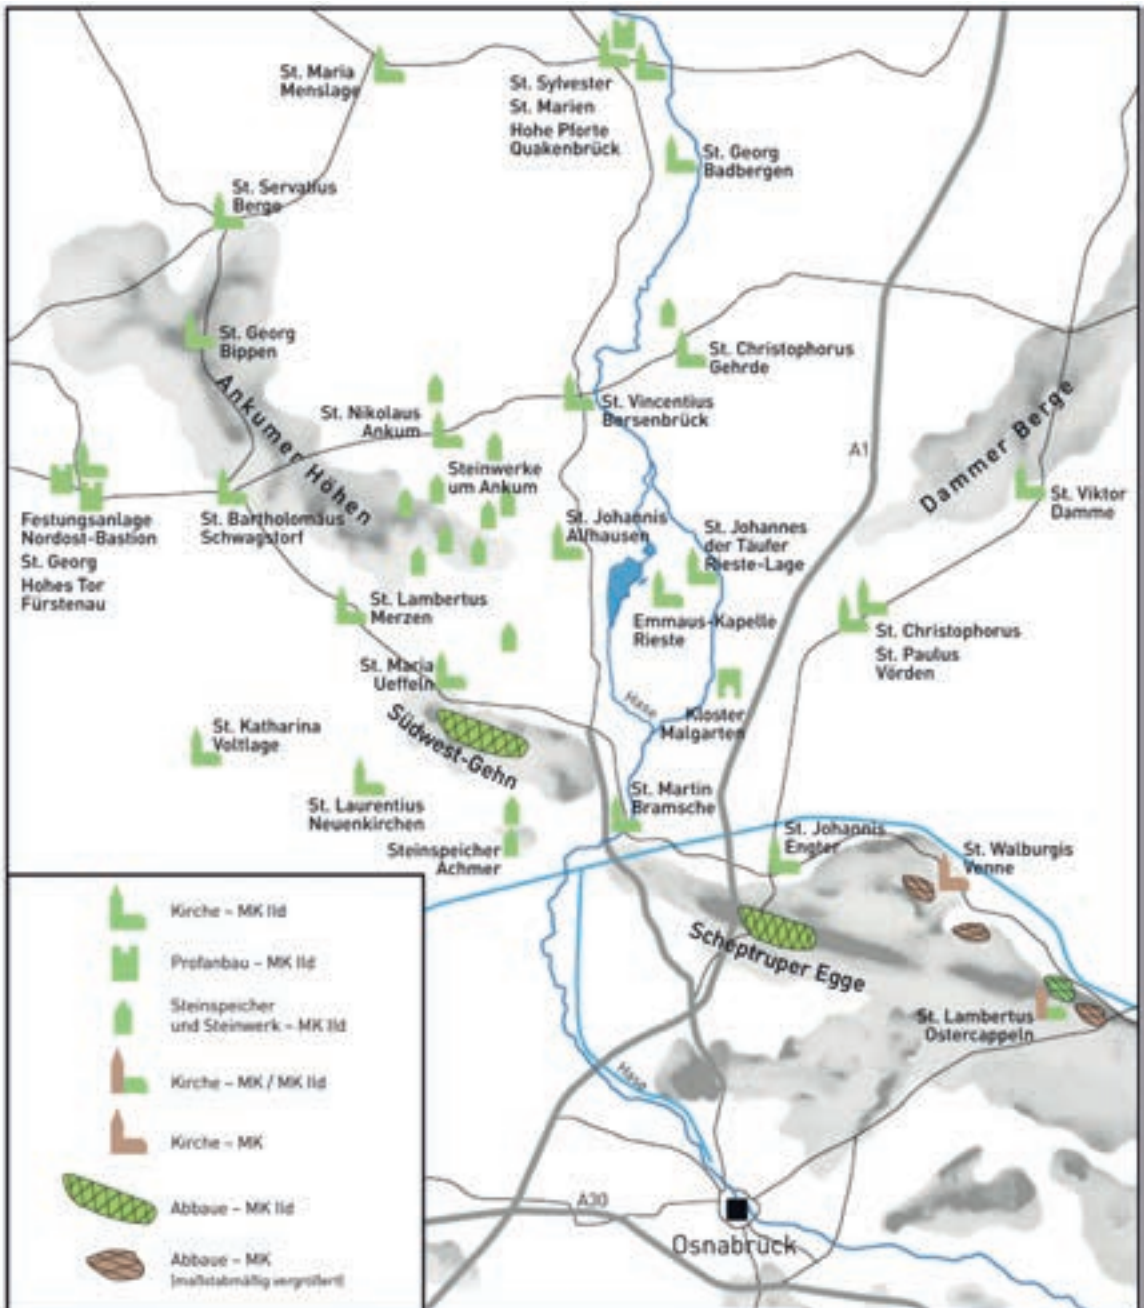 St. Maria
Menslage
St. Sylvester
St. Marien
Hohe Pforte
Quakenbrück
St. Georg
Badbergen
St. Servatius
Berge
St. Georg
Bippen
St. Christophorus
Gehrde
Ankumer Höhen
St. Nikolaus
Ankum
St. Vincentius
Bersenbrück
Dammer Berge
A1
Steinwerke
um Ankum
St. Viktor
Damme
Festungsanlage
Nordost-Bastion
St. Georg
Hohes Tor
Fürstenau
St. Bartholomäus
Schwagstorf
St. Johannis
Alfhausen
St. Johannes
der Täufer
Rieste-Lage
St. Lambertus
Merzen
Emmaus-Kapelle
Rieste
St. Christophorus
St. Paulus
Vörden
St. Maria
Ueffeln
Hase
Kloster
Malgarten
Südwest-Gehn
St. Katharina
Voltlage
St. Laurentius
Neuenkirchen
St. Martin
Bramsche
Steinspeicher
Achmer
St. Johannis
Engter
St. Walburgis
Venne
Scheptruper Egge
St. Lambertus
Ostercappeln
Hase
A30
Osnabrück
Kirche – MK IId
Profanbau – MK IId
Steinspeicher
und Steinwerk – MK IId
Kirche – MK / MK IId
Kirche – MK
Abbaue – MK IId
Abbaue – MK
(maßstabmäßig vergrößert)